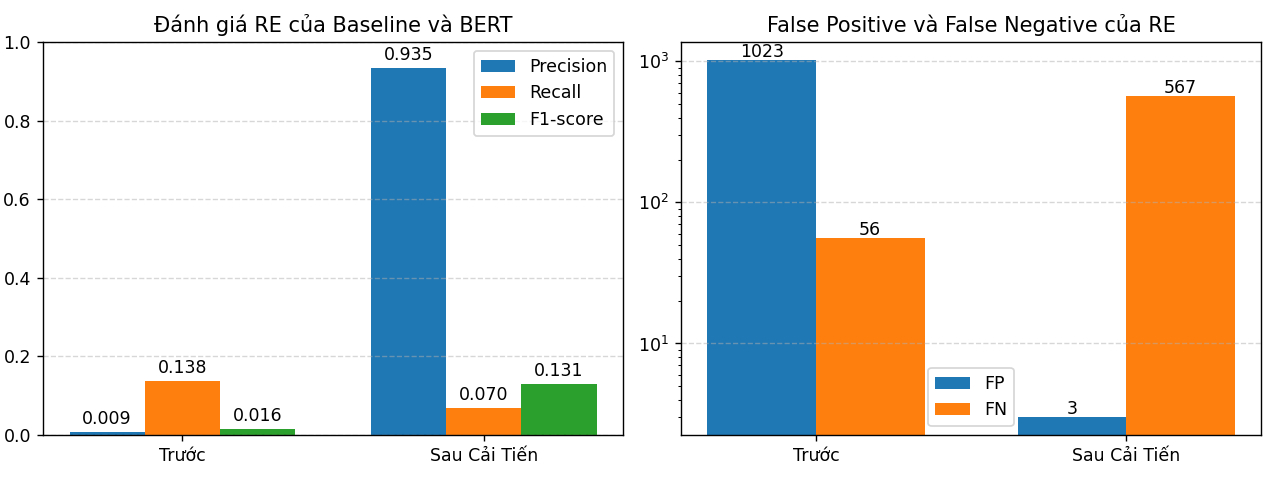 Đánh giá RE của Baseline và BERT
1.0
0.8
0.6
0.4
0.2
0.0
0.009
0.138
0.016
0.935
0.070
0.131
Precision
Recall
F1-score
Trước
Sau Cải Tiến
False Positive và False Negative của RE
10³
10²
10¹
1023
56
3
567
FP
FN
Trước
Sau Cải Tiến